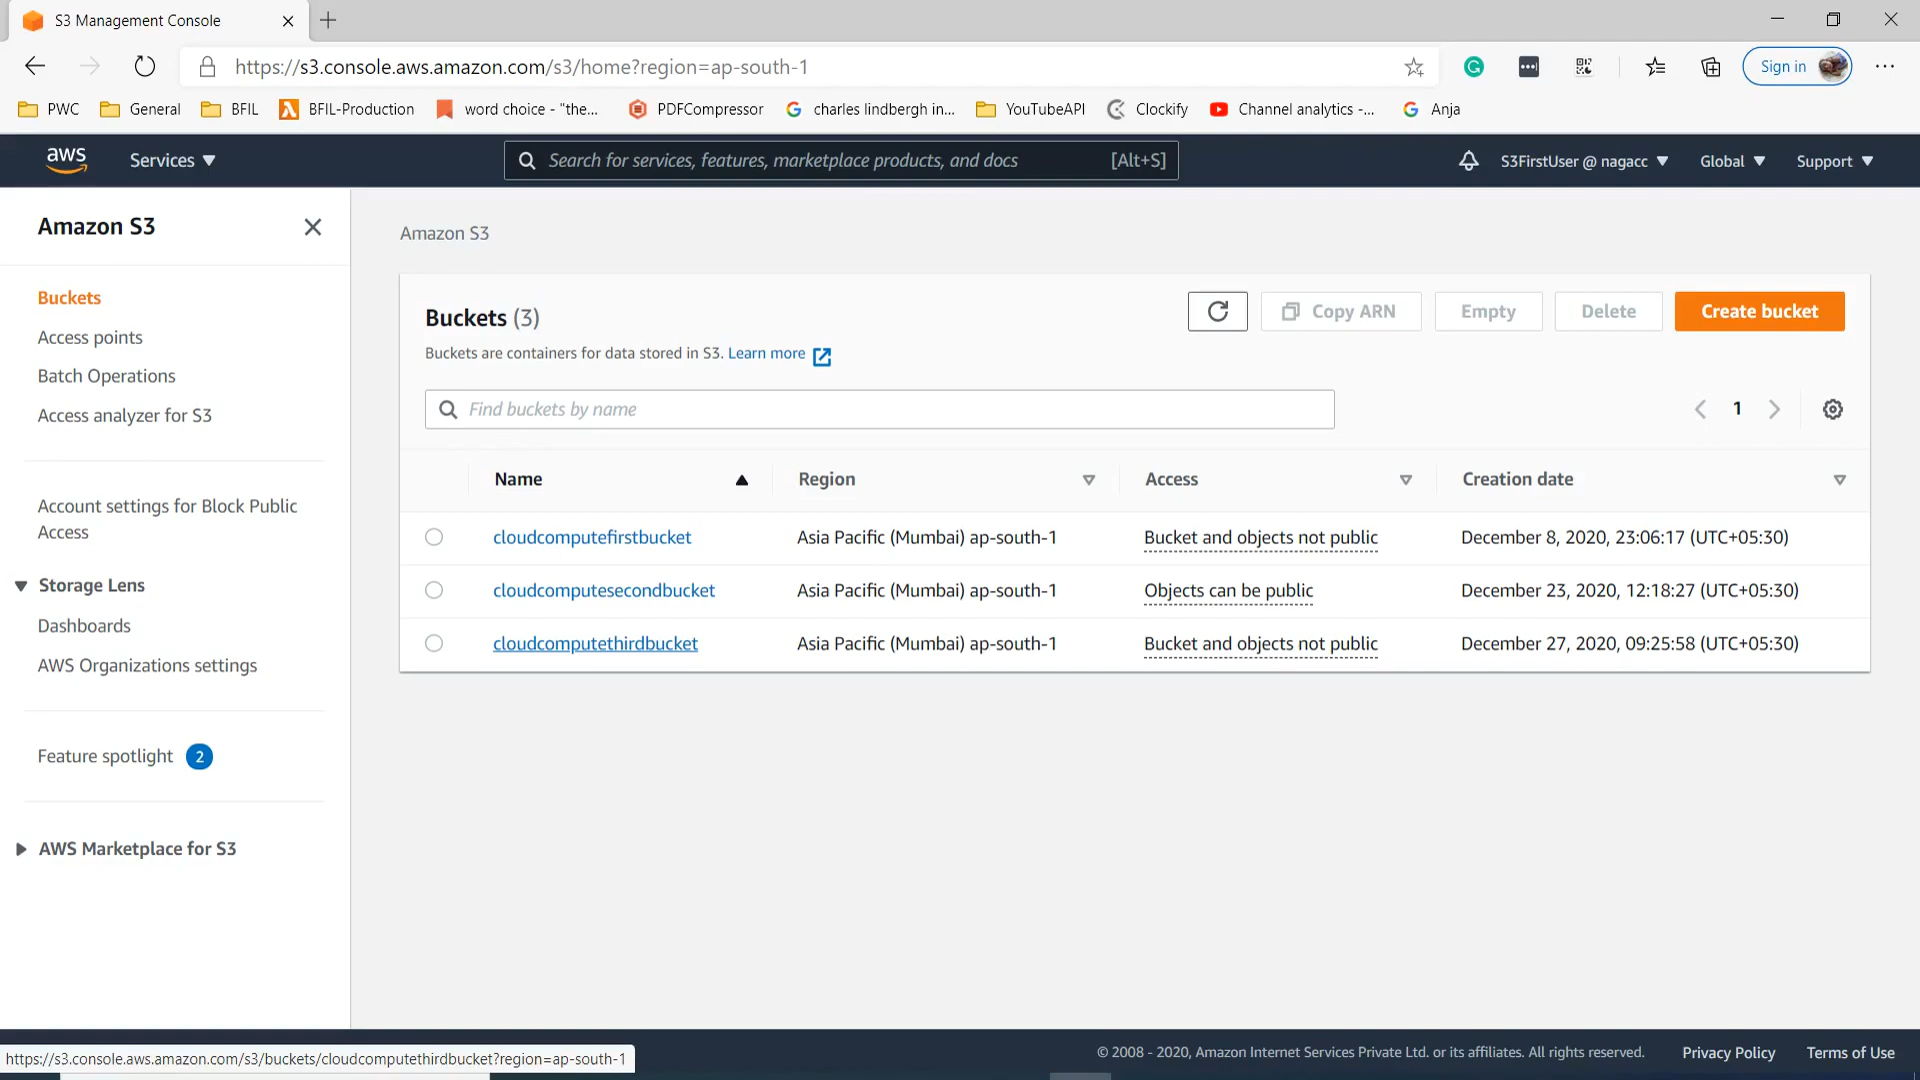 S3 Management Console
https://s3.console.aws.amazon.com/s3/home?region=ap-south-1
Sign in
PWC
General
BFIL
BFIL-Production
word choice - "the...
PDFCompressor
charles lindbergh in...
YouTubeAPI
Clockify
Channel analytics -...
Anja
aws
Services
Search for services, features, marketplace products, and docs
[Alt+S]
S3FirstUser @ nagacc
Global
Support
Amazon S3
Buckets
Access points
Batch Operations
Access analyzer for S3
Account settings for Block Public
Access
Storage Lens
Dashboards
AWS Organizations settings
Feature spotlight 2
AWS Marketplace for S3
Amazon S3
Buckets (3)
Buckets are containers for data stored in S3. Learn more
Copy ARN
Empty
Delete
Create bucket
Find buckets by name
1
Name Region Access Creation date
cloudcomputefirstbucket Asia Pacific (Mumbai) ap-south-1 Bucket and objects not public December 8, 2020, 23:06:17 (UTC+05:30)
cloudcomputesecondbucket Asia Pacific (Mumbai) ap-south-1 Objects can be public December 23, 2020, 12:18:27 (UTC+05:30)
cloudcomputethirdbucket Asia Pacific (Mumbai) ap-south-1 Bucket and objects not public December 27, 2020, 09:25:58 (UTC+05:30)
https://s3.console.aws.amazon.com/s3/buckets/cloudcomputethirdbucket?region=ap-south-1
© 2008 - 2020, Amazon Internet Services Private Ltd. or its affiliates. All rights reserved.
Privacy Policy
Terms of Use